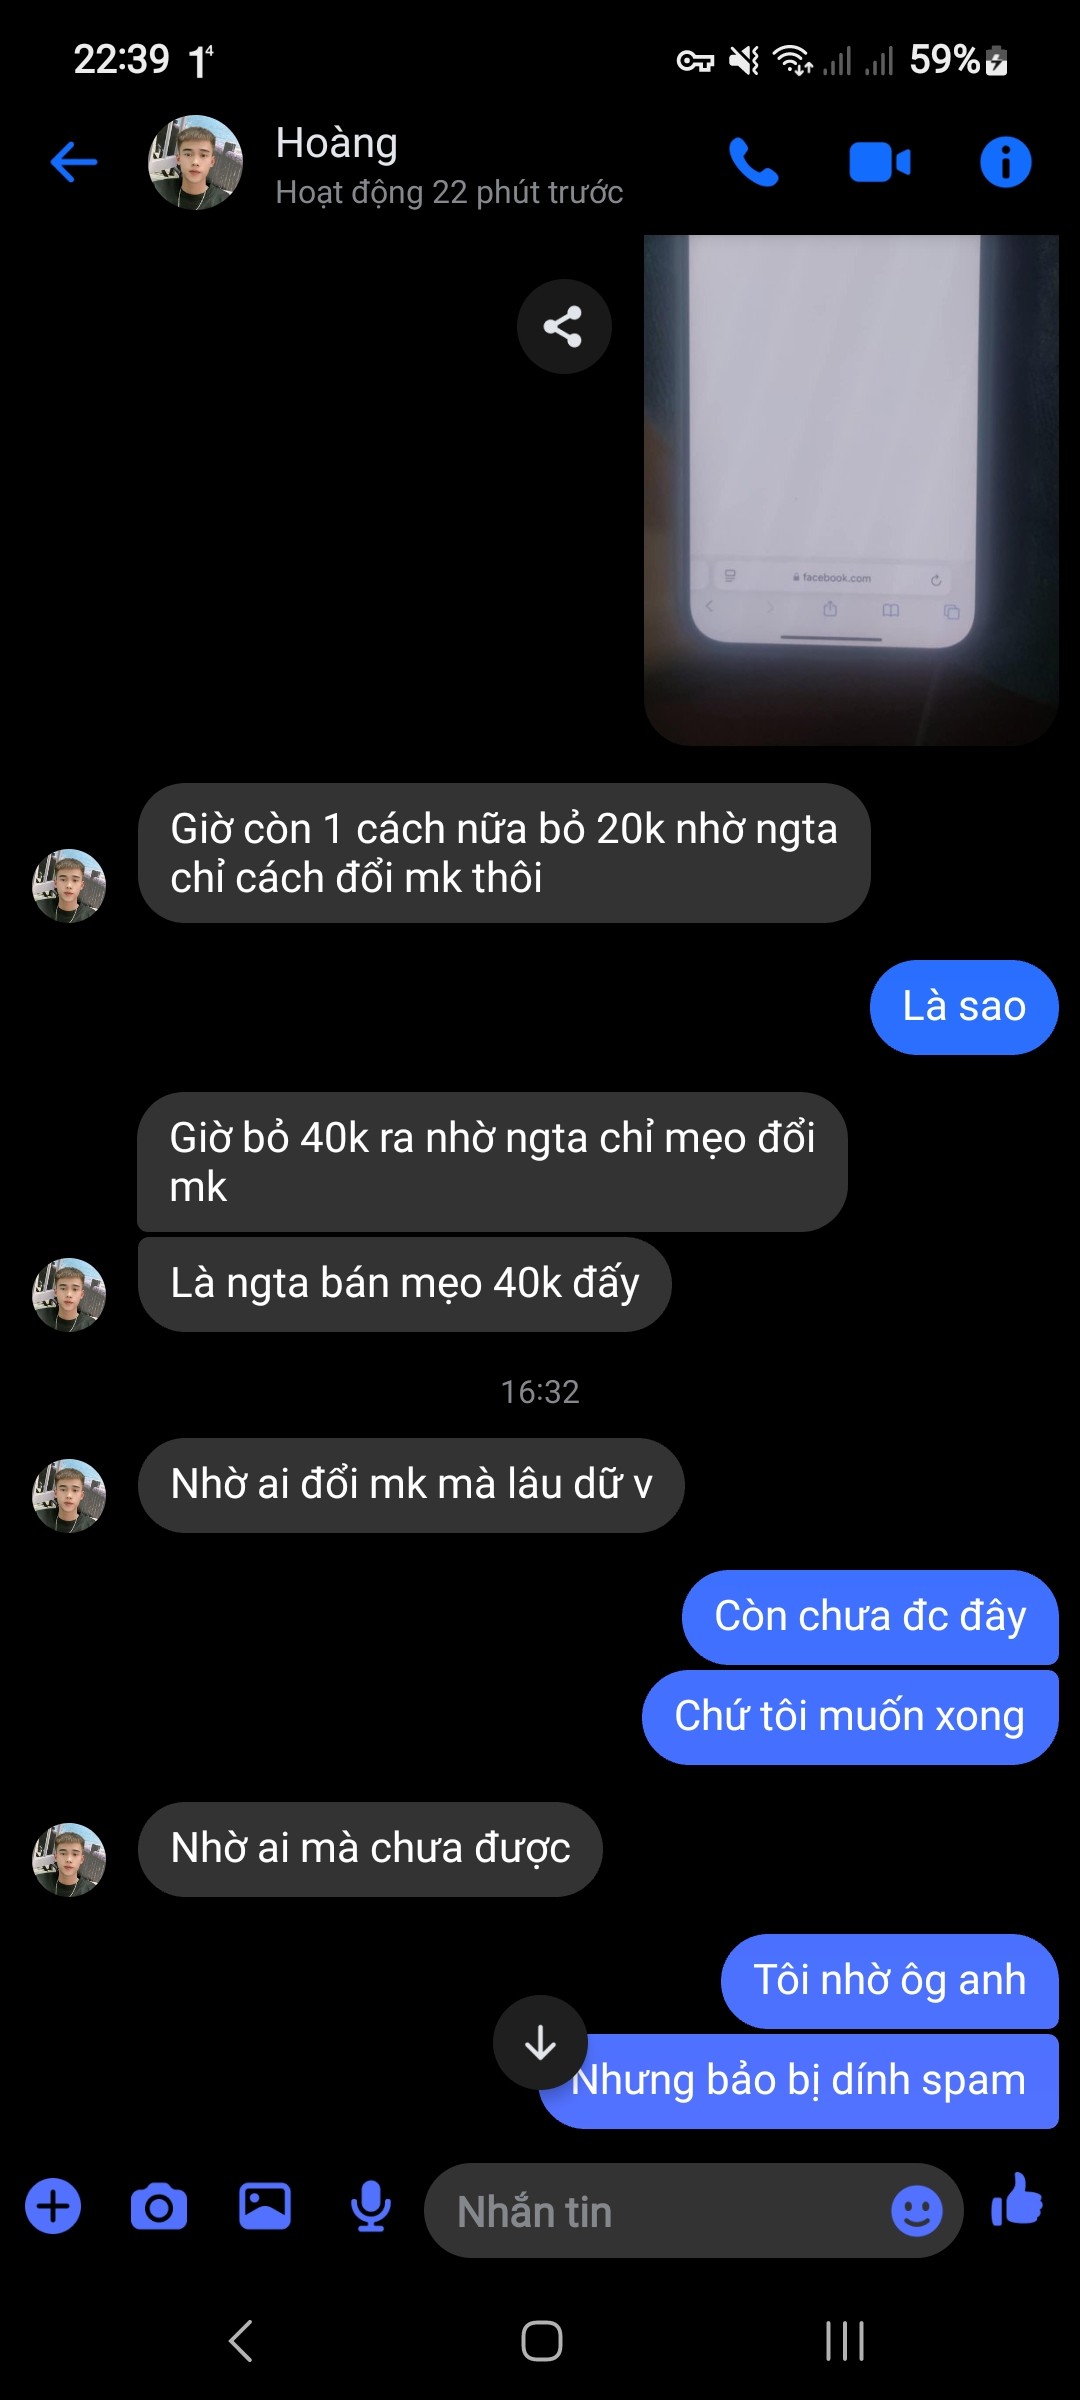 22:39 1⁴ 59%
Hoàng
Hoạt động 22 phút trước
facebook.com
Giờ còn 1 cách nữa bỏ 20k nhờ ngta
chỉ cách đổi mk thôi
Là sao
Giờ bỏ 40k ra nhờ ngta chỉ mẹo đổi
mk
Là ngta bán mẹo 40k đấy
16:32
Nhờ ai đổi mk mà lâu dữ v
Còn chưa đc đây
Chứ tôi muốn xong
Nhờ ai mà chưa được
Tôi nhờ ôg anh
Nhưng bảo bị dính spam
Nhắn tin